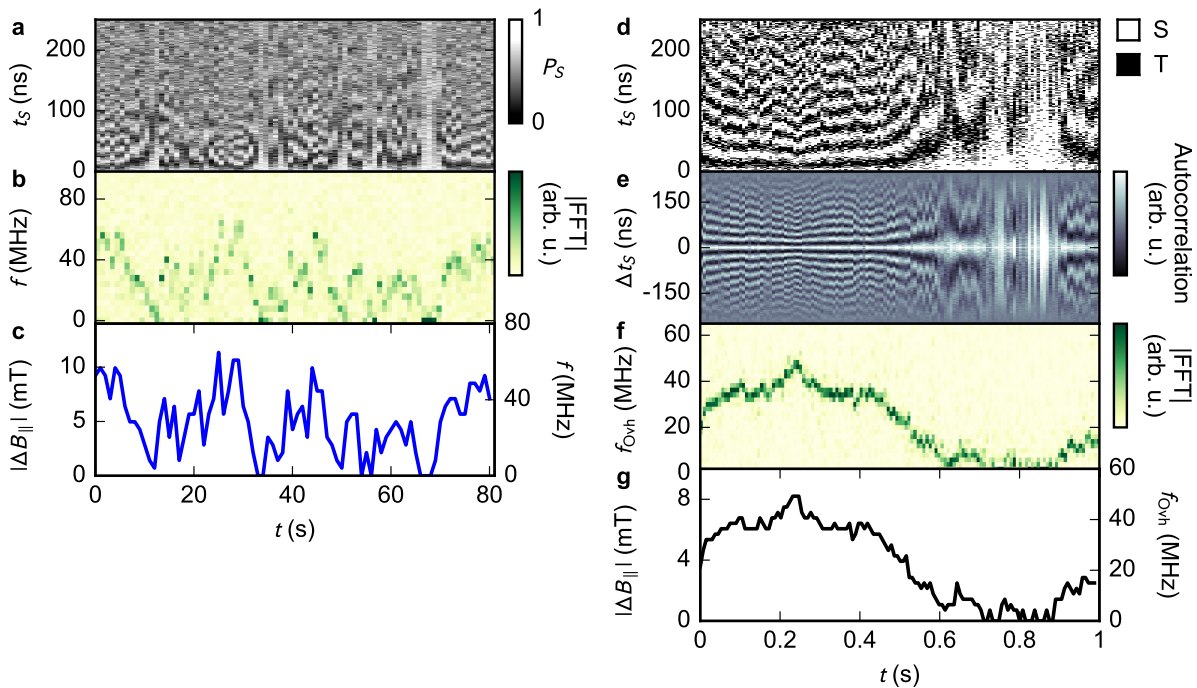 a
200
100
0
t_S (ns)
1
P_S
0
b
80
40
0
f (MHz)
|FFT|
(arb. u.)
c
10
5
0
|ΔB_∥| (mT)
80
40
0
f (MHz)
0 20 40 60 80
t (s)
d
200
100
0
t_S (ns)
S
T
e
150
0
-150
Δt_S (ns)
Autocorrelation
(arb. u.)
f
60
40
20
0
f_Ovh (MHz)
|FFT|
(arb. u.)
g
8
4
0
|ΔB_∥| (mT)
60
40
20
0
f_Ovh (MHz)
0 0.2 0.4 0.6 0.8 1
t (s)